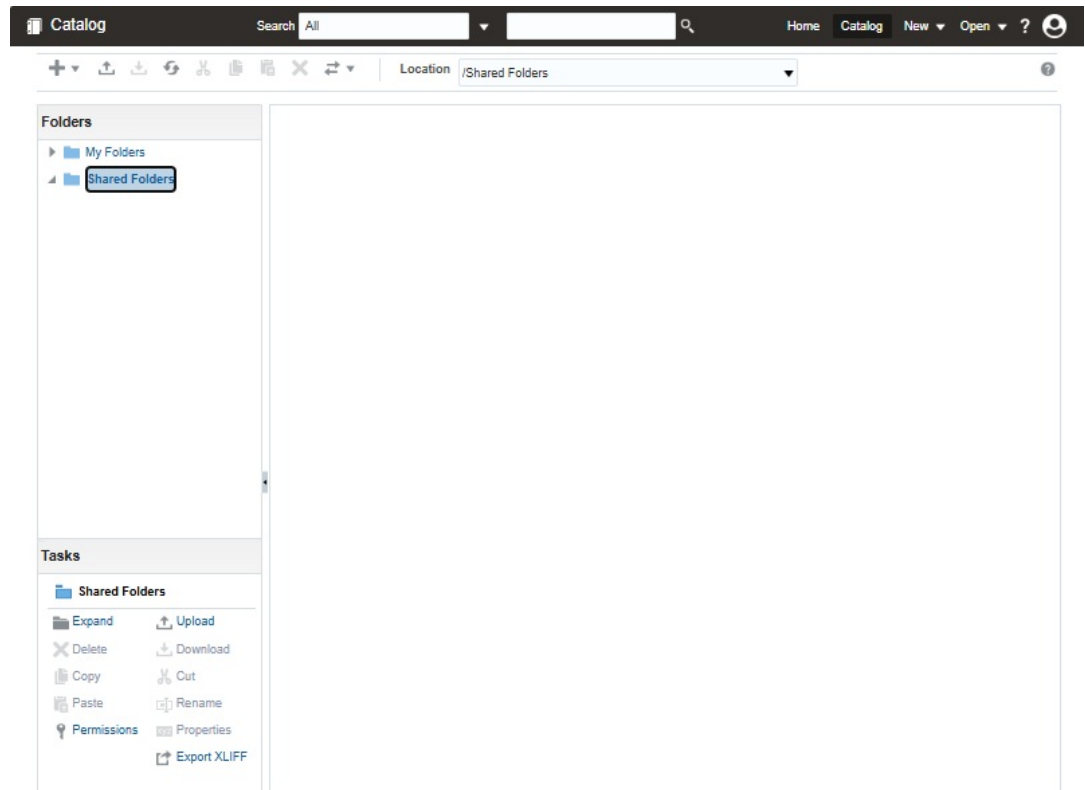 Catalog Search All Home Catalog New Open ?
Location /Shared Folders ?
Folders
My Folders
Shared Folders
Tasks
Shared Folders
Expand Upload
Delete Download
Copy Cut
Paste Rename
Permissions Properties
Export XLIFF